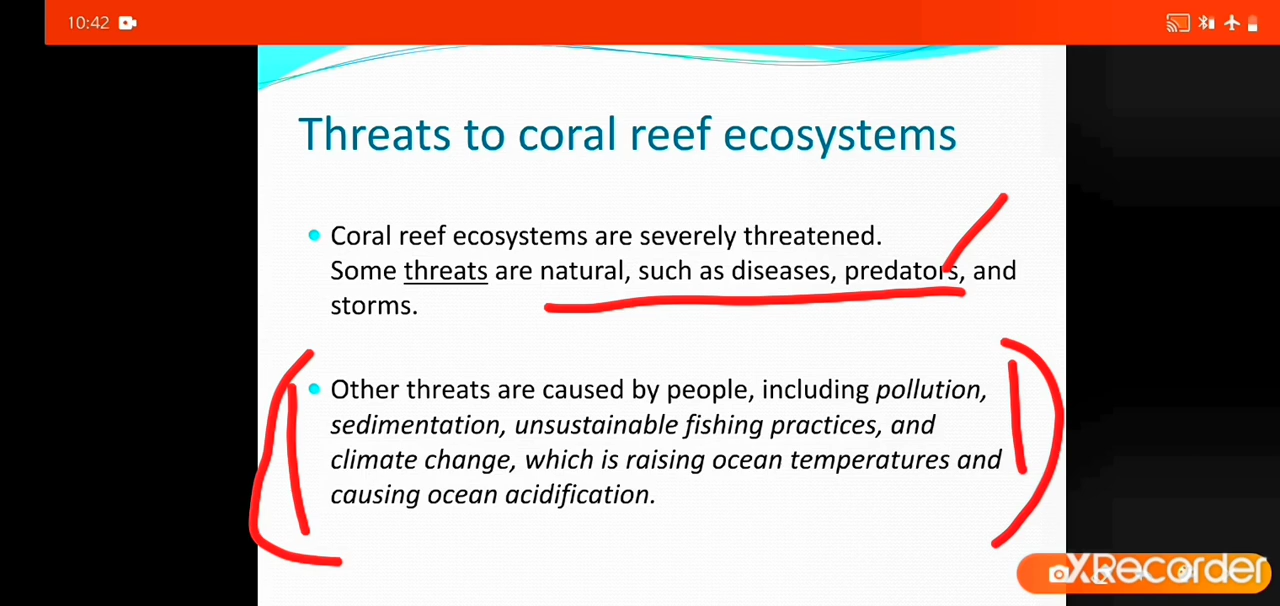 10:42
Threats to coral reef ecosystems
Coral reef ecosystems are severely threatened.
Some threats are natural, such as diseases, predators, and
storms.
Other threats are caused by people, including pollution,
sedimentation, unsustainable fishing practices, and
climate change, which is raising ocean temperatures and
causing ocean acidification.
XRecorder